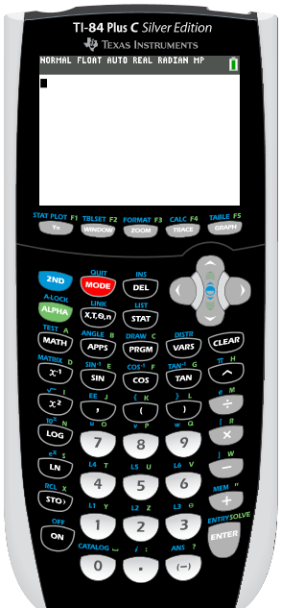 TI-84 Plus C Silver Edition
TEXAS INSTRUMENTS
NORMAL FLOAT AUTO REAL RADIAN MP
STAT PLOT F1 TBLSET F2 FORMAT F3 CALC F4 TABLE F5
Y= WINDOW ZOOM TRACE GRAPH
QUIT INS
2ND MODE DEL
A-LOCK LINK LIST
ALPHA X,T,θ,n STAT
TEST A ANGLE B DRAW C DISTR
MATH APPS PRGM VARS CLEAR
MATRIX D SIN⁻¹ E COS⁻¹ F TAN⁻¹ G π H
x⁻¹ SIN COS TAN ^
√ I EE J { K } L e M
x² , ( ) ÷
10ˣ N u O v P w Q [ R
LOG 7 8 9 ×
eˣ S L4 T L5 U L6 V ] W
LN 4 5 6 −
RCL X L1 Y L2 Z L3 θ MEM "
STO› 1 2 3 +
OFF CATALOG ⎵ i : ANS ? ENTRY SOLVE
ON 0 . (−) ENTER